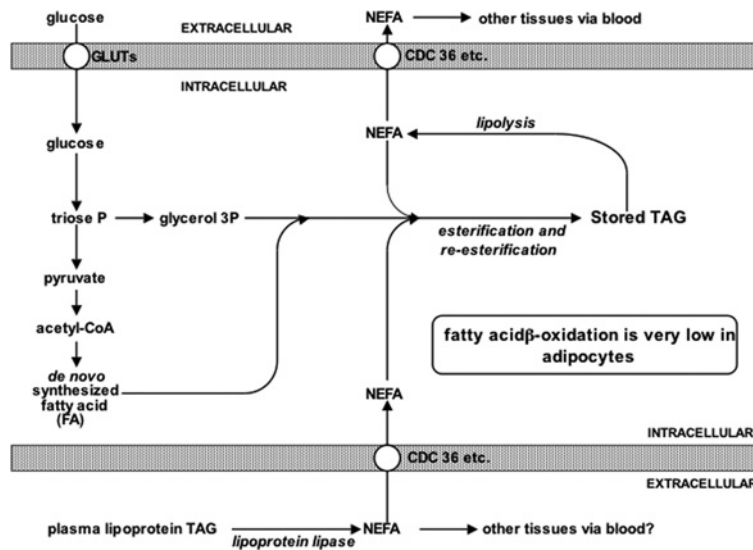 glucose
NEFA
other tissues via blood
EXTRACELLULAR
GLUTs
CDC 36 etc.
INTRACELLULAR
NEFA
lipolysis
glucose
triose P
glycerol 3P
Stored TAG
esterification and
re-esterification
pyruvate
acetyl-CoA
fatty acidβ-oxidation is very low in
adipocytes
de novo
synthesized
fatty acid
(FA)
NEFA
INTRACELLULAR
CDC 36 etc.
EXTRACELLULAR
plasma lipoprotein TAG
lipoprotein lipase
NEFA
other tissues via blood?